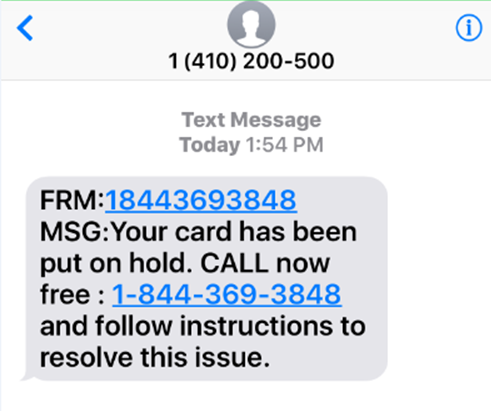 1 (410) 200-500
Text Message
Today 1:54 PM
FRM:18443693848
MSG:Your card has been
put on hold. CALL now
free : 1-844-369-3848
and follow instructions to
resolve this issue.